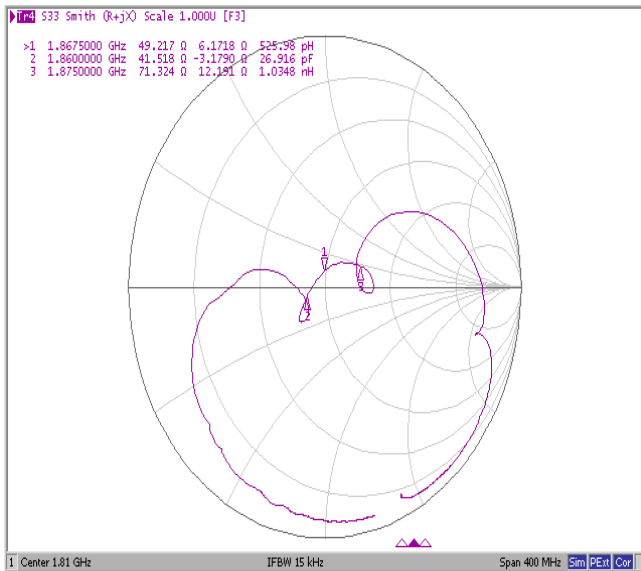 Tr4 S33 Smith (R+jX) Scale 1.000U [F3]
>1 1.8675000 GHz 49.217 Ω 6.1718 Ω 525.98 pH
2 1.8600000 GHz 41.518 Ω -3.1790 Ω 26.916 pF
3 1.8750000 GHz 71.324 Ω 12.191 Ω 1.0348 nH
1
2
3
1 Center 1.81 GHz IFBW 15 kHz Span 400 MHz Sim PExt Cor